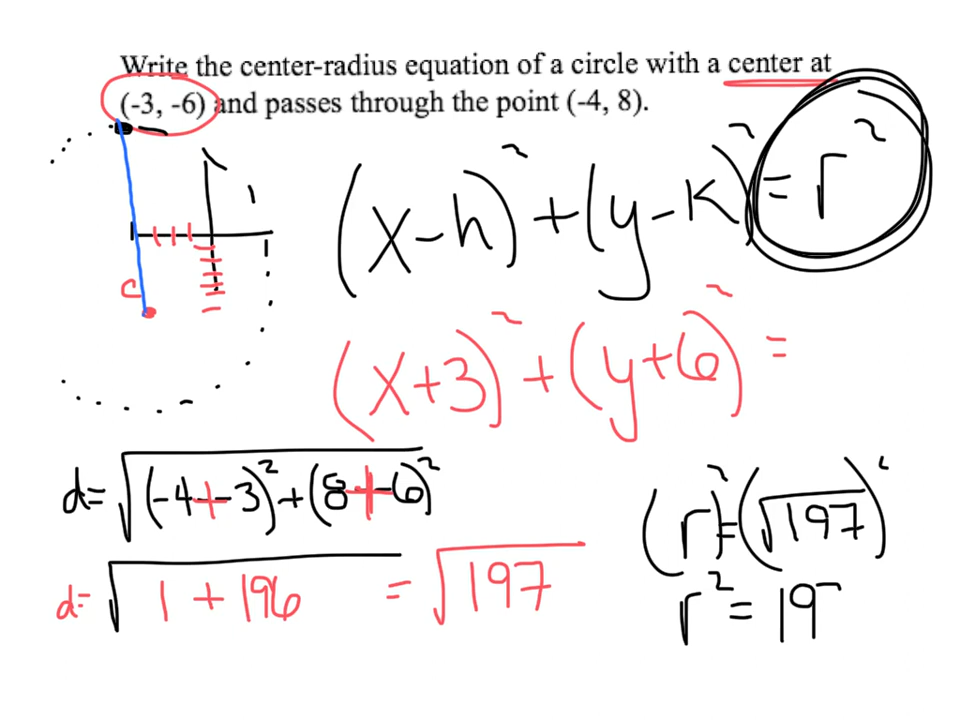 Write the center-radius equation of a circle with a center at
(-3, -6) and passes through the point (-4, 8).
(x-h)² + (y-k)² = r²
c
(x+3)² + (y+6)² =
d=√(-4+-3)²+(8+-6)²
(r)²=(√197)²
d=√1 + 196 = √197
r² = 19